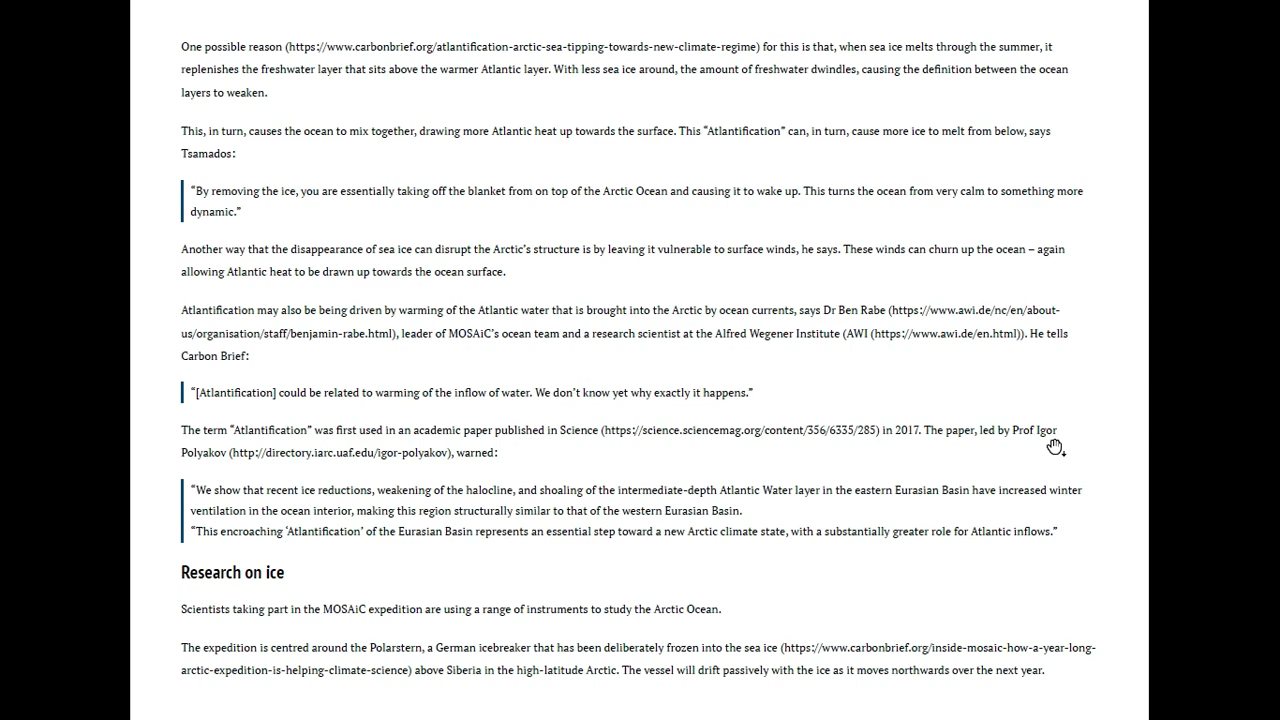 One possible reason (https://www.carbonbrief.org/atlantification-arctic-sea-tipping-towards-new-climate-regime) for this is that, when sea ice melts through the summer, it
replenishes the freshwater layer that sits above the warmer Atlantic layer. With less sea ice around, the amount of freshwater dwindles, causing the definition between the ocean
layers to weaken.
This, in turn, causes the ocean to mix together, drawing more Atlantic heat up towards the surface. This “Atlantification” can, in turn, cause more ice to melt from below, says
Tsamados:
“By removing the ice, you are essentially taking off the blanket from on top of the Arctic Ocean and causing it to wake up. This turns the ocean from very calm to something more
dynamic.”
Another way that the disappearance of sea ice can disrupt the Arctic’s structure is by leaving it vulnerable to surface winds, he says. These winds can churn up the ocean – again
allowing Atlantic heat to be drawn up towards the ocean surface.
Atlantification may also be being driven by warming of the Atlantic water that is brought into the Arctic by ocean currents, says Dr Ben Rabe (https://www.awi.de/nc/en/about-
us/organisation/staff/benjamin-rabe.html), leader of MOSAiC’s ocean team and a research scientist at the Alfred Wegener Institute (AWI (https://www.awi.de/en.html)). He tells
Carbon Brief:
“[Atlantification] could be related to warming of the inflow of water. We don’t know yet why exactly it happens.”
The term “Atlantification” was first used in an academic paper published in Science (https://science.sciencemag.org/content/356/6335/285) in 2017. The paper, led by Prof Igor
Polyakov (http://directory.iarc.uaf.edu/igor-polyakov), warned:
“We show that recent ice reductions, weakening of the halocline, and shoaling of the intermediate-depth Atlantic Water layer in the eastern Eurasian Basin have increased winter
ventilation in the ocean interior, making this region structurally similar to that of the western Eurasian Basin.
“This encroaching ‘Atlantification’ of the Eurasian Basin represents an essential step toward a new Arctic climate state, with a substantially greater role for Atlantic inflows.”
Research on ice
Scientists taking part in the MOSAiC expedition are using a range of instruments to study the Arctic Ocean.
The expedition is centred around the Polarstern, a German icebreaker that has been deliberately frozen into the sea ice (https://www.carbonbrief.org/inside-mosaic-how-a-year-long-
arctic-expedition-is-helping-climate-science) above Siberia in the high-latitude Arctic. The vessel will drift passively with the ice as it moves northwards over the next year.